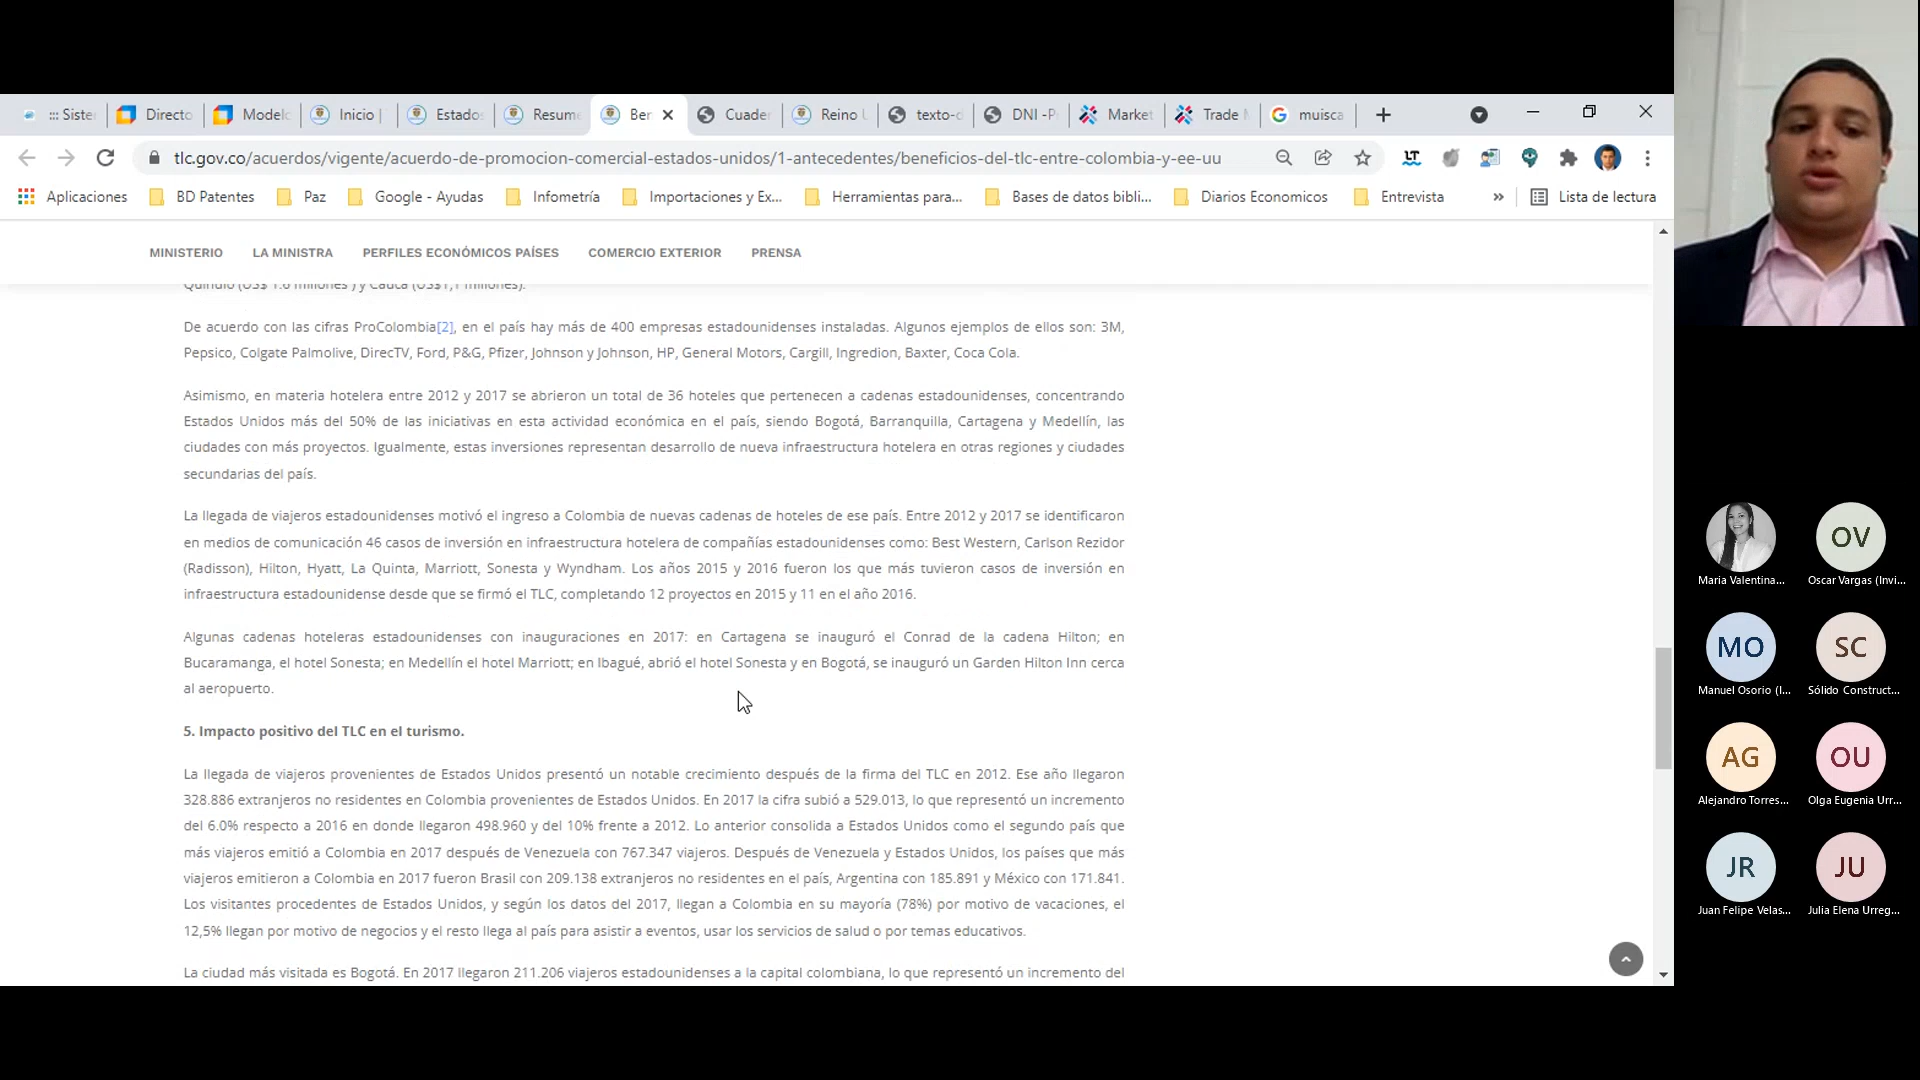 ::: Siste
Directo
Modelo
Inicio |
Estados
Resum
Ber
Cuader
Reino U
texto-d
DNI -P
Market
Trade M
muisca
tlc.gov.co/acuerdos/vigente/acuerdo-de-promocion-comercial-estados-unidos/1-antecedentes/beneficios-del-tlc-entre-colombia-y-ee-uu
LT
Aplicaciones
BD Patentes
Paz
Google - Ayudas
Infometría
Importaciones y Ex...
Herramientas para...
Bases de datos bibli...
Diarios Economicos
Entrevista
»
Lista de lectura
MINISTERIO
LA MINISTRA
PERFILES ECONÓMICOS PAÍSES
COMERCIO EXTERIOR
PRENSA
Quindío (US$ 1.6 millones ) y Cauca (US$1,1 millones).
De acuerdo con las cifras ProColombia[2], en el país hay más de 400 empresas estadounidenses instaladas. Algunos ejemplos de ellos son: 3M,
Pepsico, Colgate Palmolive, DirecTV, Ford, P&G, Pfizer, Johnson y Johnson, HP, General Motors, Cargill, Ingredion, Baxter, Coca Cola.
Asimismo, en materia hotelera entre 2012 y 2017 se abrieron un total de 36 hoteles que pertenecen a cadenas estadounidenses, concentrando
Estados Unidos más del 50% de las iniciativas en esta actividad económica en el país, siendo Bogotá, Barranquilla, Cartagena y Medellín, las
ciudades con más proyectos. Igualmente, estas inversiones representan desarrollo de nueva infraestructura hotelera en otras regiones y ciudades
secundarias del país.
La llegada de viajeros estadounidenses motivó el ingreso a Colombia de nuevas cadenas de hoteles de ese país. Entre 2012 y 2017 se identificaron
en medios de comunicación 46 casos de inversión en infraestructura hotelera de compañías estadounidenses como: Best Western, Carlson Rezidor
(Radisson), Hilton, Hyatt, La Quinta, Marriott, Sonesta y Wyndham. Los años 2015 y 2016 fueron los que más tuvieron casos de inversión en
infraestructura estadounidense desde que se firmó el TLC, completando 12 proyectos en 2015 y 11 en el año 2016.
Algunas cadenas hoteleras estadounidenses con inauguraciones en 2017: en Cartagena se inauguró el Conrad de la cadena Hilton; en
Bucaramanga, el hotel Sonesta; en Medellín el hotel Marriott; en Ibagué, abrió el hotel Sonesta y en Bogotá, se inauguró un Garden Hilton Inn cerca
al aeropuerto.
5. Impacto positivo del TLC en el turismo.
La llegada de viajeros provenientes de Estados Unidos presentó un notable crecimiento después de la firma del TLC en 2012. Ese año llegaron
328.886 extranjeros no residentes en Colombia provenientes de Estados Unidos. En 2017 la cifra subió a 529.013, lo que representó un incremento
del 6.0% respecto a 2016 en donde llegaron 498.960 y del 10% frente a 2012. Lo anterior consolida a Estados Unidos como el segundo país que
más viajeros emitió a Colombia en 2017 después de Venezuela con 767.347 viajeros. Después de Venezuela y Estados Unidos, los países que más
viajeros emitieron a Colombia en 2017 fueron Brasil con 209.138 extranjeros no residentes en el país, Argentina con 185.891 y México con 171.841.
Los visitantes procedentes de Estados Unidos, y según los datos del 2017, llegan a Colombia en su mayoría (78%) por motivo de vacaciones, el
12,5% llegan por motivo de negocios y el resto llega al país para asistir a eventos, usar los servicios de salud o por temas educativos.
La ciudad más visitada es Bogotá. En 2017 llegaron 211.206 viajeros estadounidenses a la capital colombiana, lo que representó un incremento del
Maria Valentina...
OV
Oscar Vargas (Invi...
MO
Manuel Osorio (I...
SC
Sólido Construct...
AG
Alejandro Torres...
OU
Olga Eugenia Urr...
JR
Juan Felipe Velas...
JU
Julia Elena Urreg...